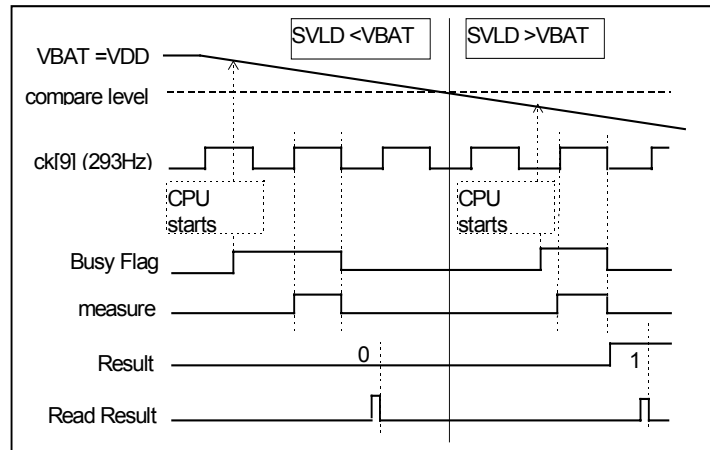 SVLD <VBAT
SVLD >VBAT
VBAT =VDD
compare level
ck[9] (293Hz)
CPU
starts
CPU
starts
Busy Flag
measure
Result
0
1
Read Result